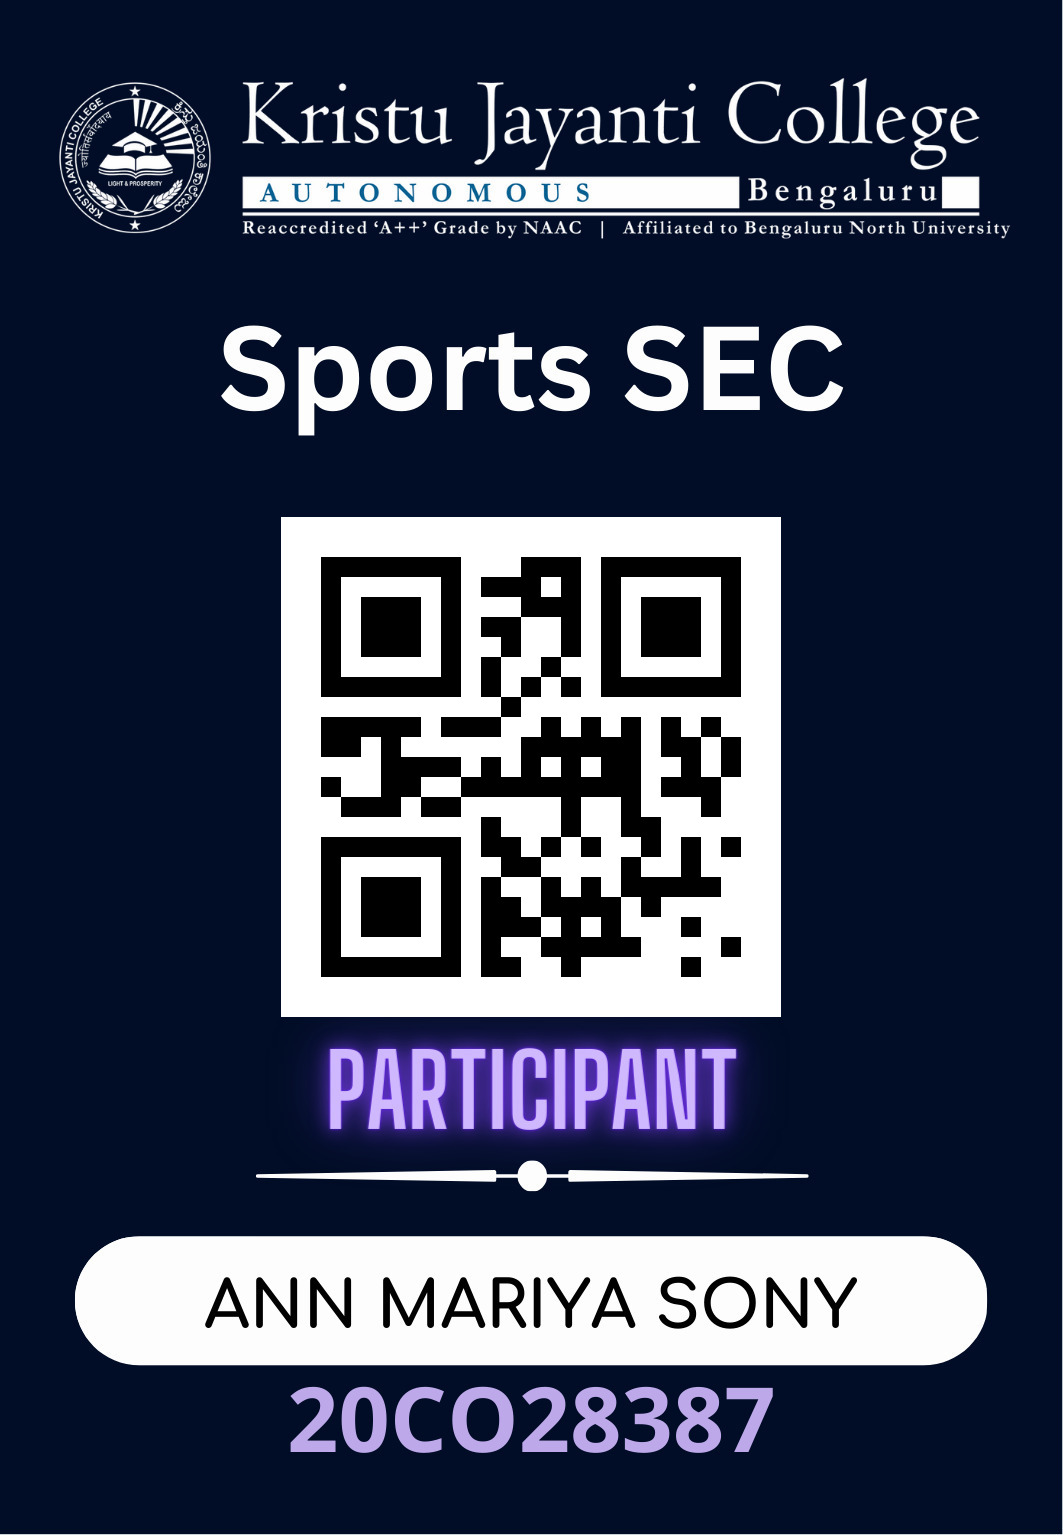 KRISTU JAYANTI COLLEGE
ಕ್ರಿಸ್ತು ಜಯಂತಿ ಕಾಲೇಜು
LIGHT & PROSPERITY
Kristu Jayanti College
AUTONOMOUS Bengaluru
Reaccredited ‘A++’ Grade by NAAC | Affiliated to Bengaluru North University
Sports SEC
PARTICIPANT
ANN MARIYA SONY
20CO28387